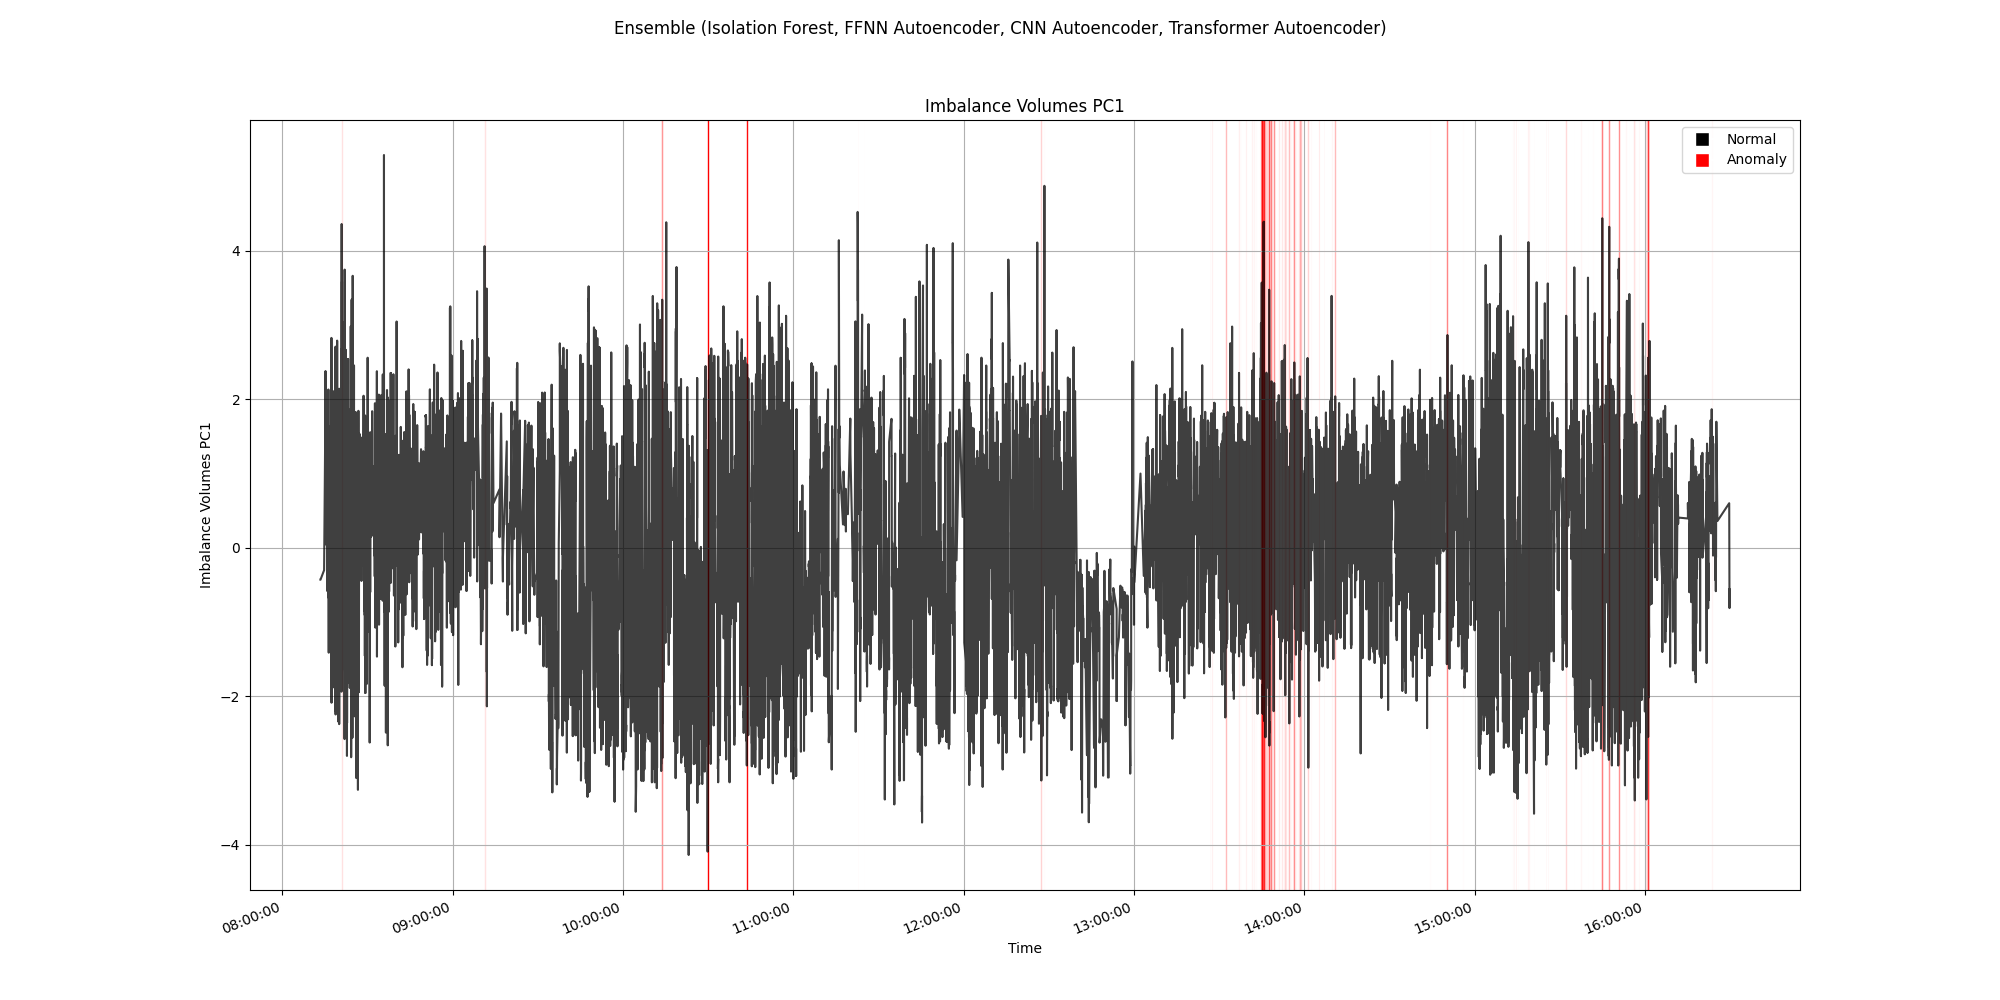 Ensemble (Isolation Forest, FFNN Autoencoder, CNN Autoencoder, Transformer Autoencoder)
Imbalance Volumes PC1
Normal
Anomaly
Imbalance Volumes PC1
4
2
0
−2
−4
08:00:00
09:00:00
10:00:00
11:00:00
12:00:00
13:00:00
14:00:00
15:00:00
16:00:00
Time